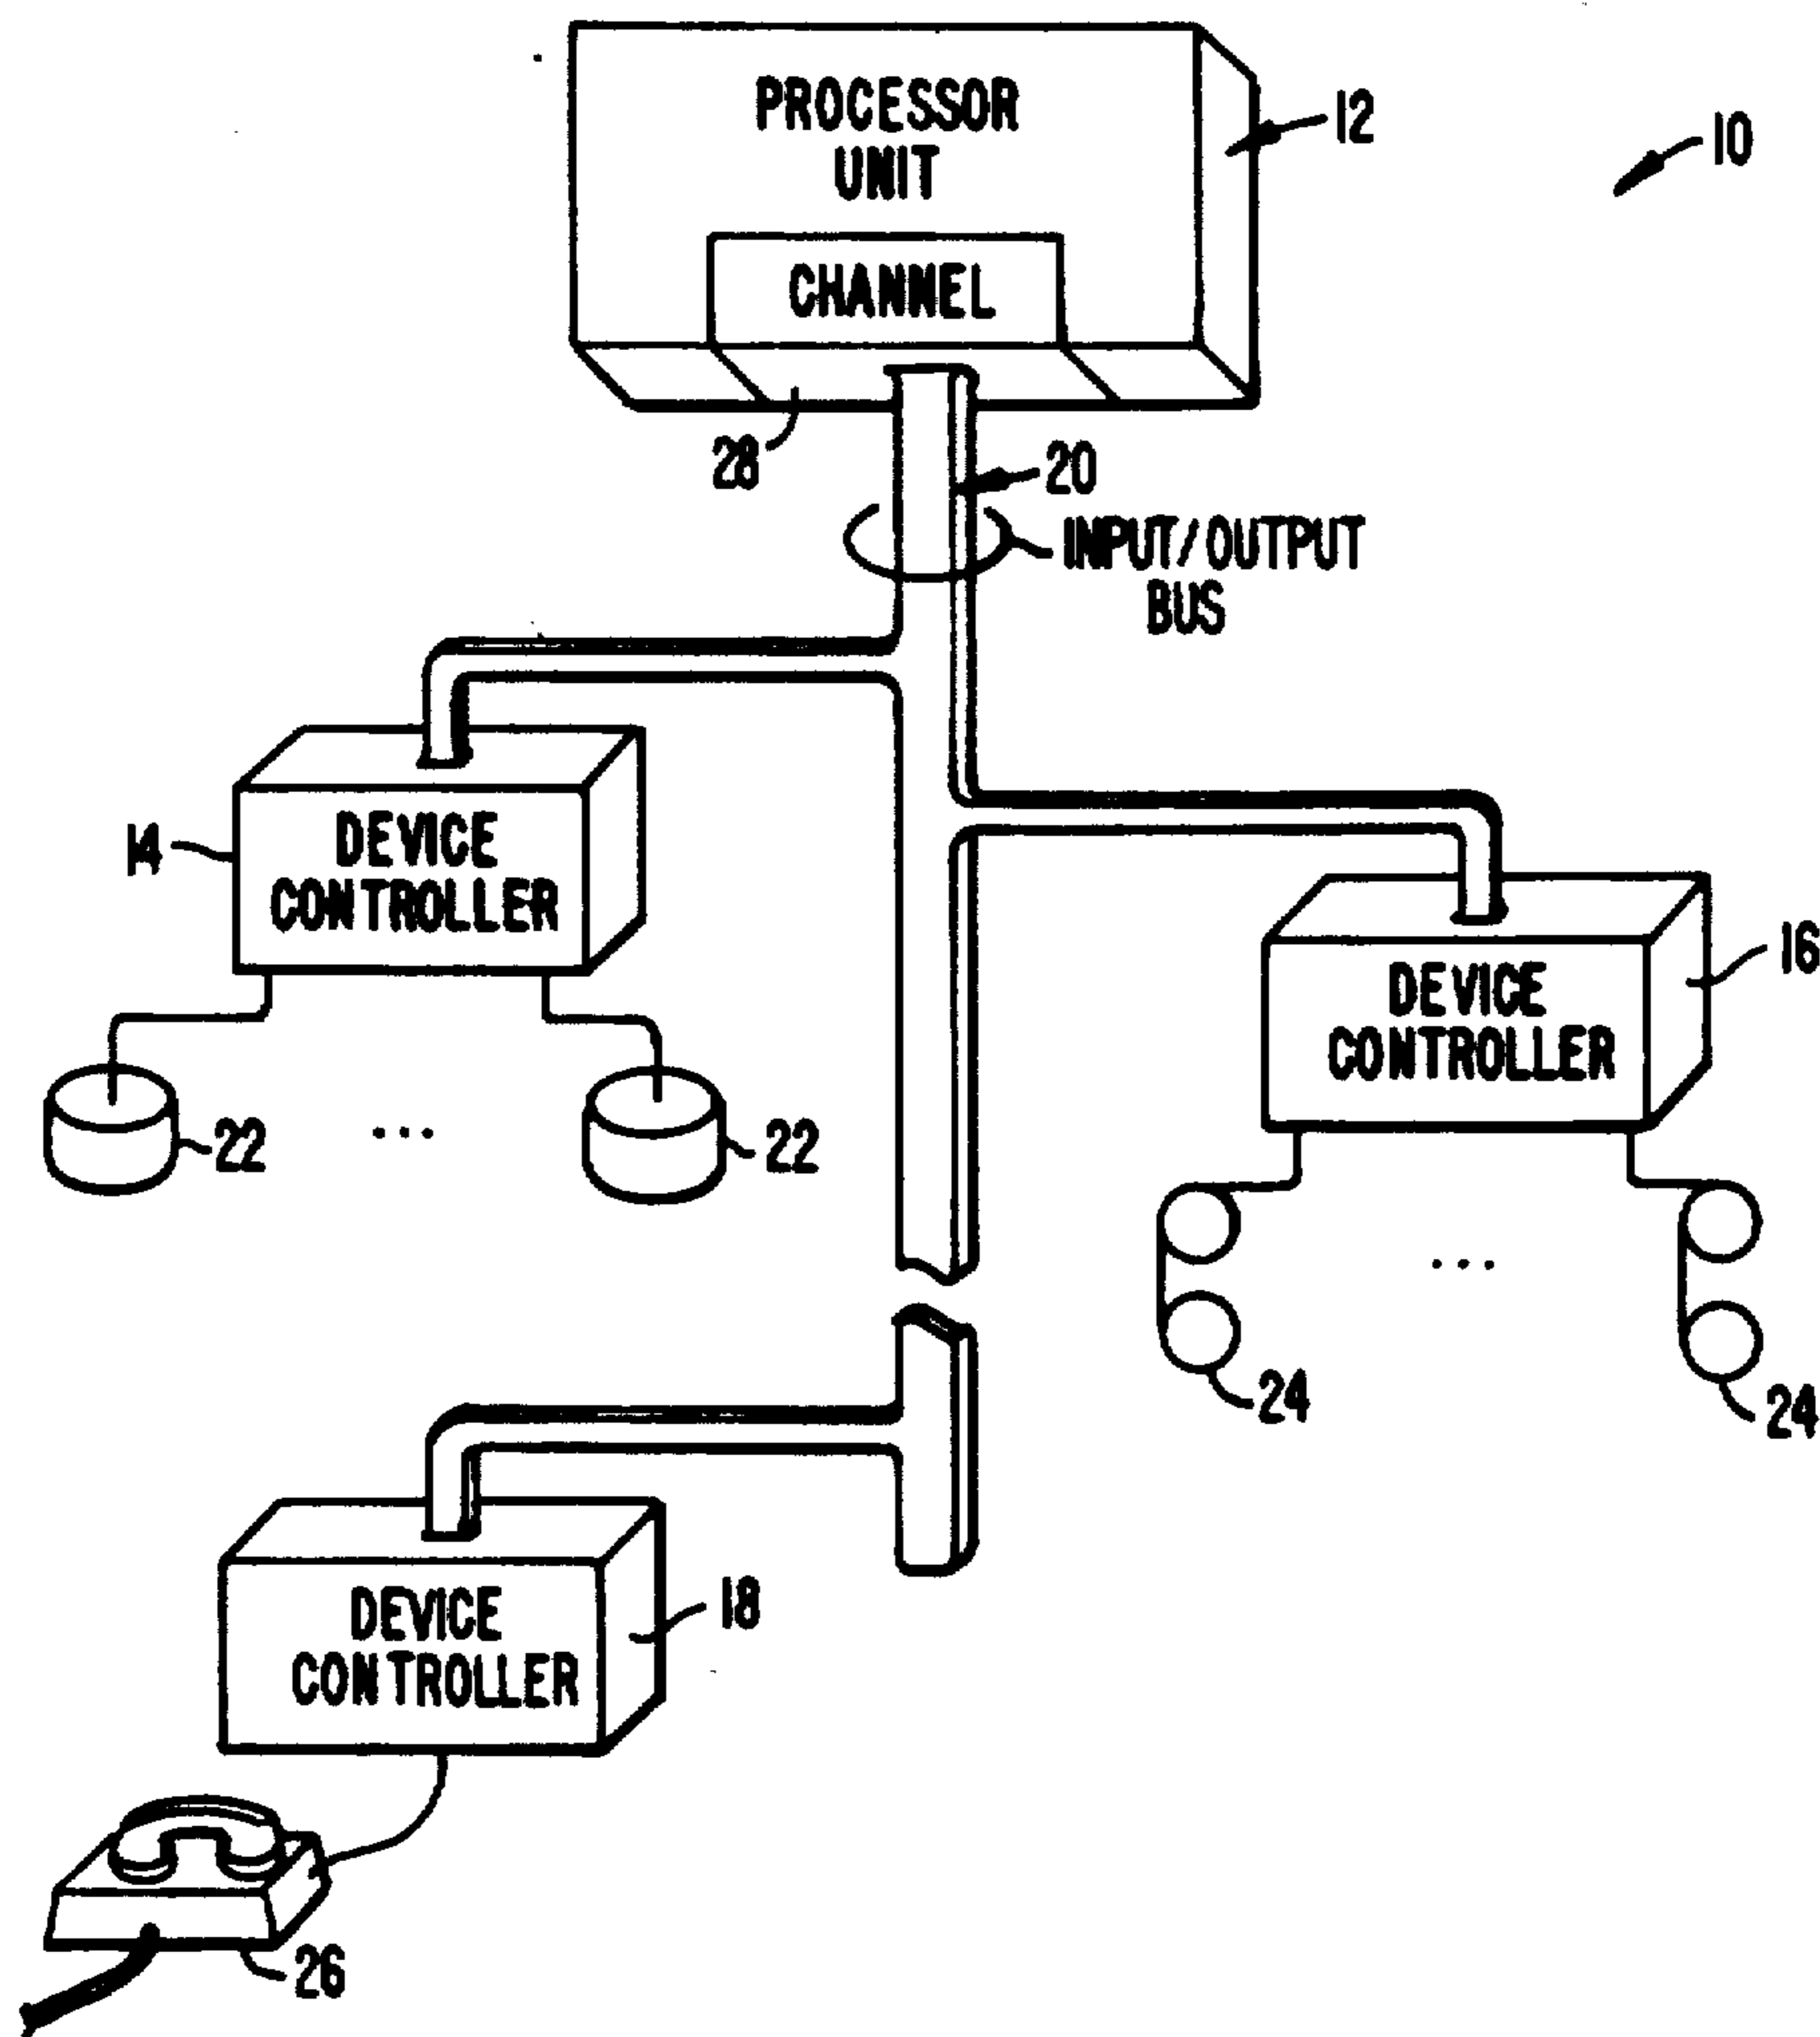 PROCESSOR
UNIT
12
10
CHANNEL
28
20
INPUT/OUTPUT
BUS
14
DEVICE
CONTROLLER
16
DEVICE
CONTROLLER
22
...
22
...
24
24
DEVICE
CONTROLLER
18
26